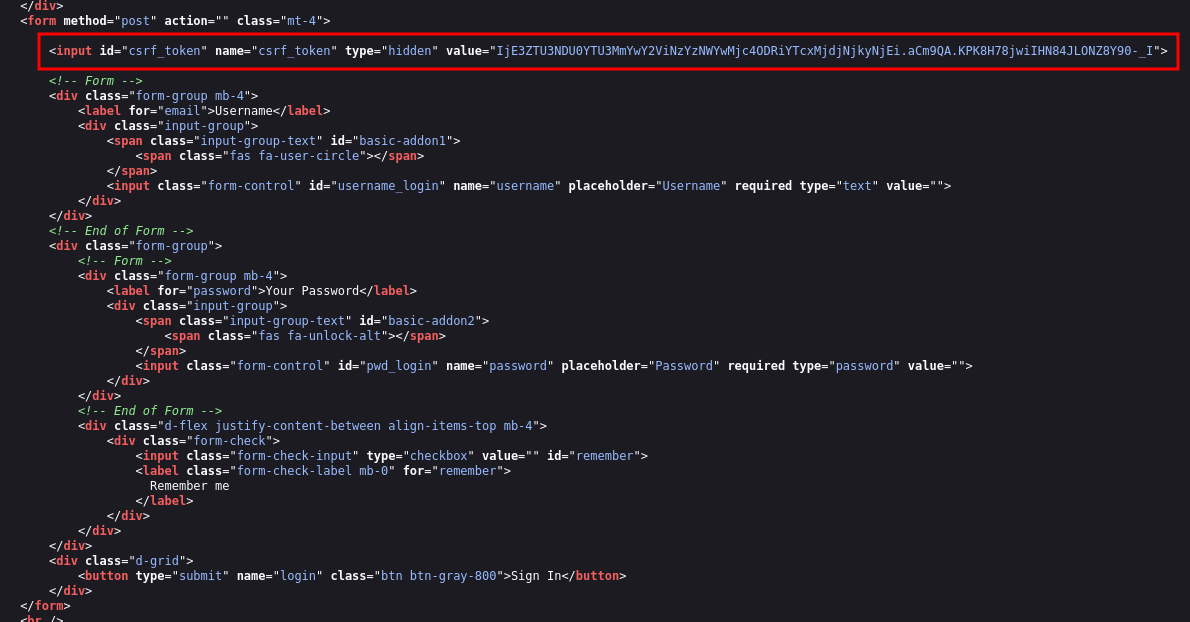 </div>
<form method="post" action="" class="mt-4">
<input id="csrf_token" name="csrf_token" type="hidden" value="IjE3ZTU3NDU0YTU3MmYwY2ViNzYzNWYwMjc4ODRiYTcxMjdjNjkyNjEi.aCm9QA.KPK8H78jwiIHN84JLONZ8Y90-_I">
<!-- Form -->
<div class="form-group mb-4">
<label for="email">Username</label>
<div class="input-group">
<span class="input-group-text" id="basic-addon1">
<span class="fas fa-user-circle"></span>
</span>
<input class="form-control" id="username_login" name="username" placeholder="Username" required type="text" value="">
</div>
</div>
<!-- End of Form -->
<div class="form-group">
<!-- Form -->
<div class="form-group mb-4">
<label for="password">Your Password</label>
<div class="input-group">
<span class="input-group-text" id="basic-addon2">
<span class="fas fa-unlock-alt"></span>
</span>
<input class="form-control" id="pwd_login" name="password" placeholder="Password" required type="password" value="">
</div>
</div>
<!-- End of Form -->
<div class="d-flex justify-content-between align-items-top mb-4">
<div class="form-check">
<input class="form-check-input" type="checkbox" value="" id="remember">
<label class="form-check-label mb-0" for="remember">
Remember me
</label>
</div>
</div>
</div>
<div class="d-grid">
<button type="submit" name="login" class="btn btn-gray-800">Sign In</button>
</div>
</form>
<br />